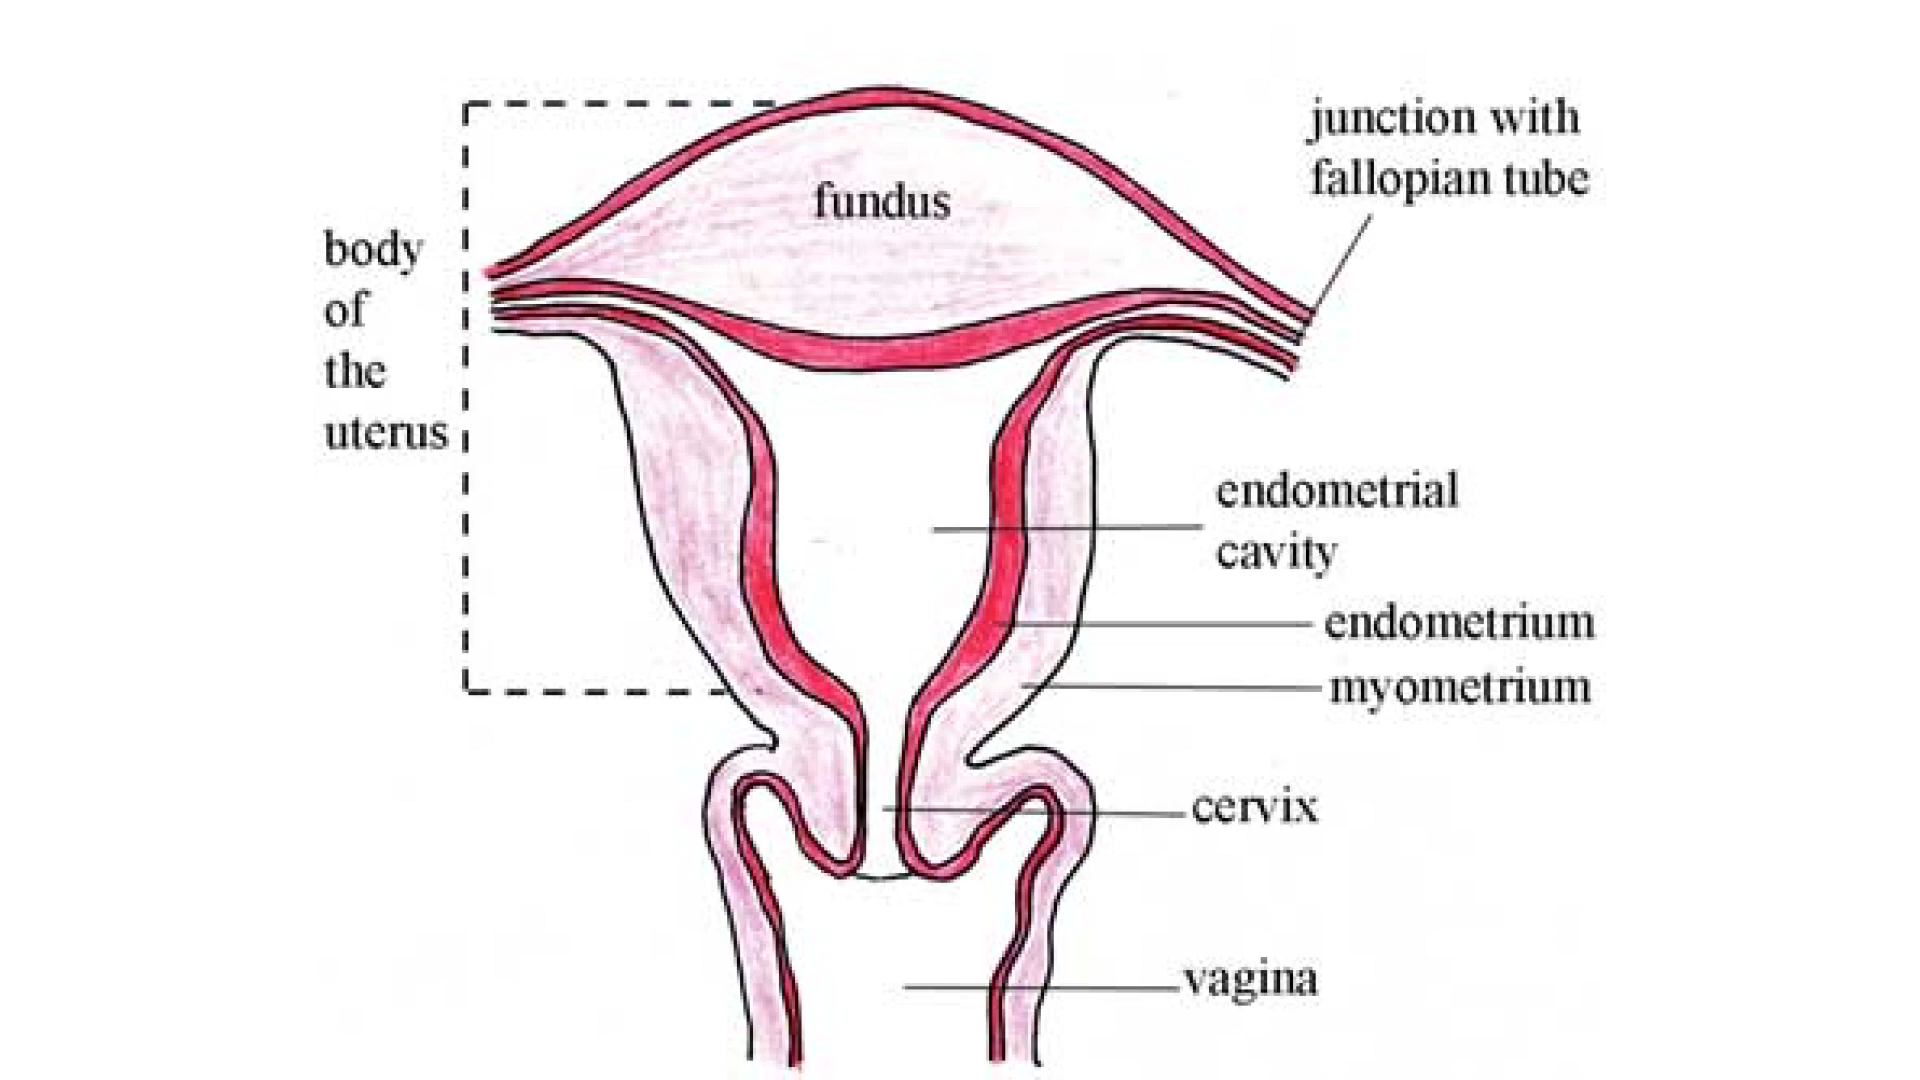 fundus
junction with
fallopian tube
body
of
the
uterus
endometrial
cavity
endometrium
myometrium
cervix
vagina